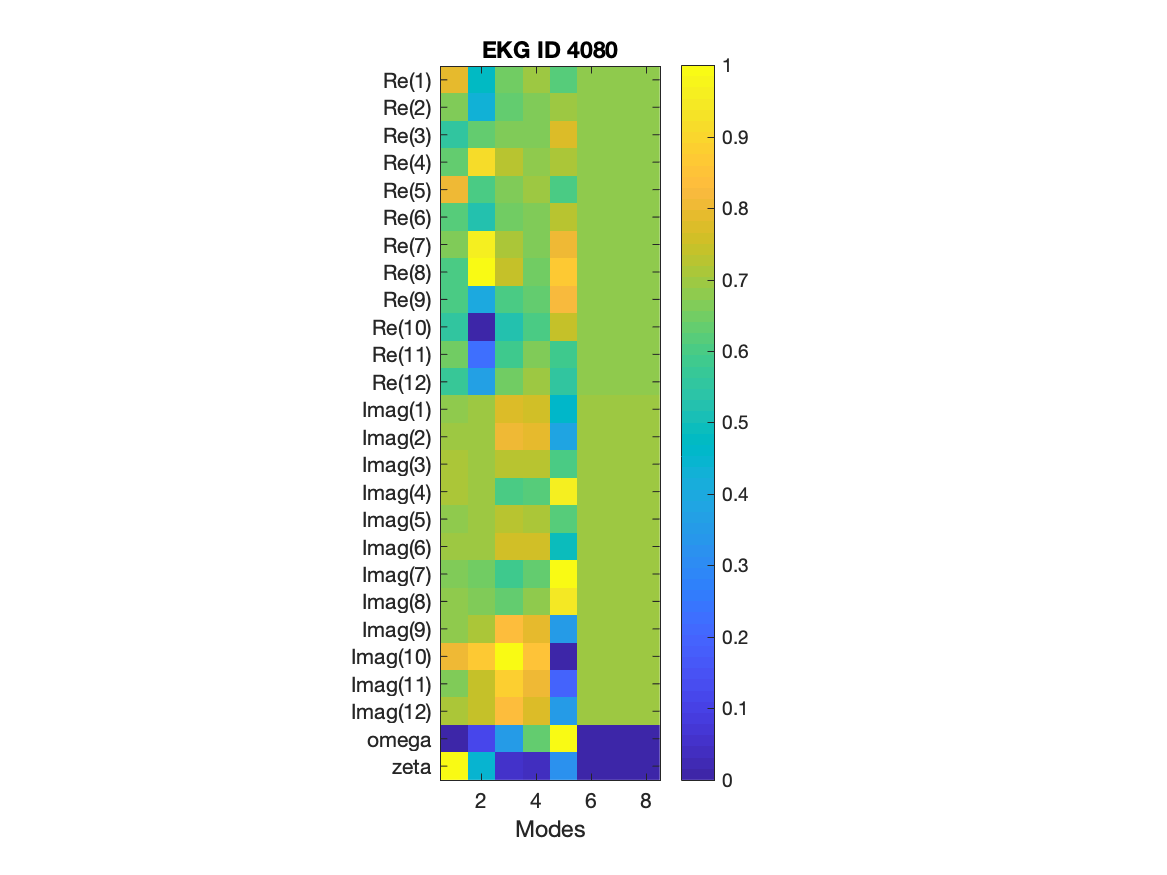 EKG ID 4080
Re(1)
Re(2)
Re(3)
Re(4)
Re(5)
Re(6)
Re(7)
Re(8)
Re(9)
Re(10)
Re(11)
Re(12)
Imag(1)
Imag(2)
Imag(3)
Imag(4)
Imag(5)
Imag(6)
Imag(7)
Imag(8)
Imag(9)
Imag(10)
Imag(11)
Imag(12)
omega
zeta
2 4 6 8
Modes
1
0.9
0.8
0.7
0.6
0.5
0.4
0.3
0.2
0.1
0